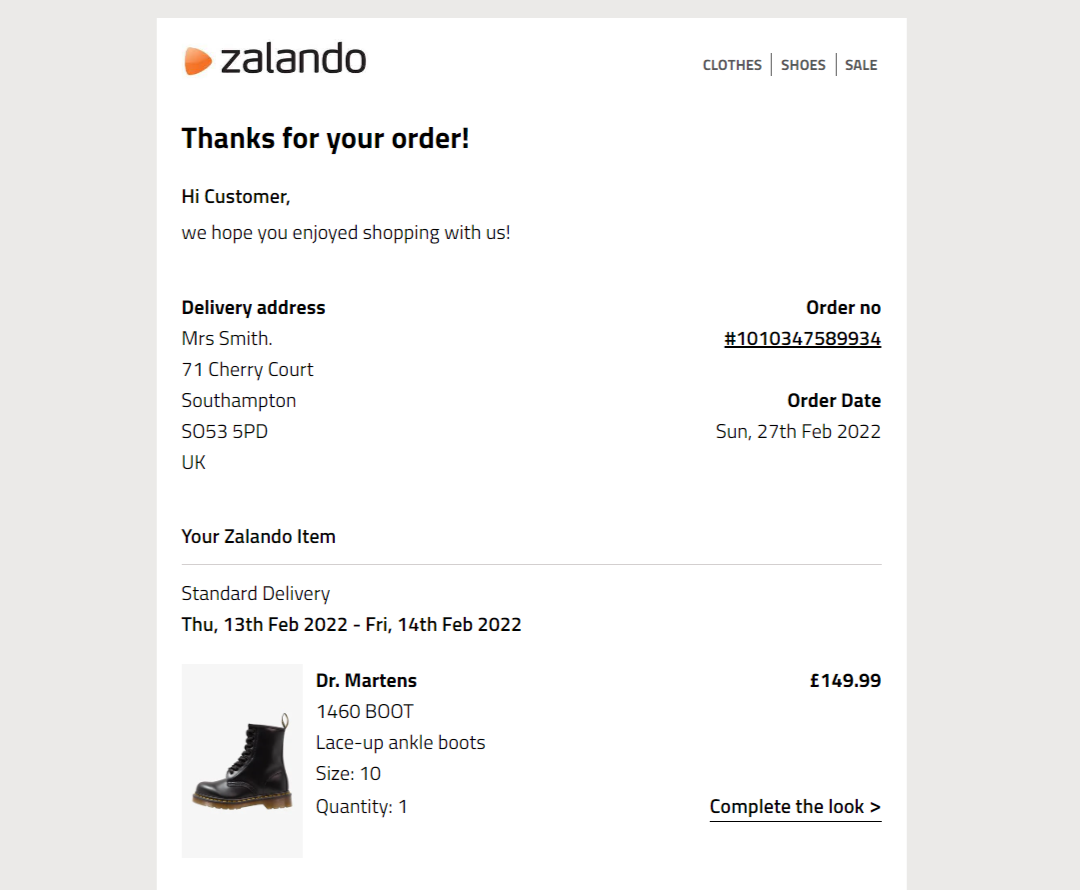 zalando
CLOTHES | SHOES | SALE
Thanks for your order!
Hi Customer,
we hope you enjoyed shopping with us!
Delivery address
Mrs Smith.
71 Cherry Court
Southampton
SO53 5PD
UK
Order no
#1010347589934
Order Date
Sun, 27th Feb 2022
Your Zalando Item
Standard Delivery
Thu, 13th Feb 2022 - Fri, 14th Feb 2022
Dr. Martens
1460 BOOT
Lace-up ankle boots
Size: 10
Quantity: 1
£149.99
Complete the look >